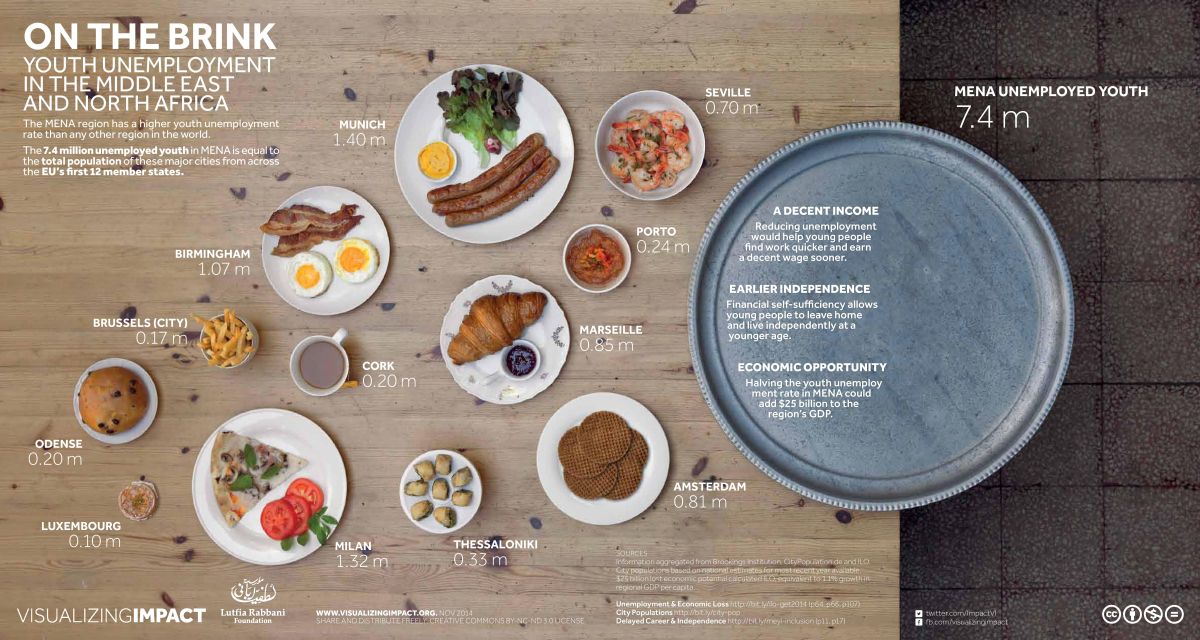 ON THE BRINK
YOUTH UNEMPLOYMENT
IN THE MIDDLE EAST
AND NORTH AFRICA
The MENA region has a higher youth unemployment
rate than any other region in the world.
The 7.4 million unemployed youth in MENA is equal to
the total population of these major cities from across
the EU's first 12 member states.
MUNICH
1.40 m
SEVILLE
0.70 m
MENA UNEMPLOYED YOUTH
7.4 m
BIRMINGHAM
1.07 m
PORTO
0.24 m
A DECENT INCOME
Reducing unemployment
would help young people
find work quicker and earn
a decent wage sooner.
EARLIER INDEPENDENCE
Financial self-sufficiency allows
young people to leave home
and live independently at a
younger age.
ECONOMIC OPPORTUNITY
Halving the youth unemploy
ment rate in MENA could
add $25 billion to the
region's GDP.
BRUSSELS (CITY)
0.17 m
MARSEILLE
0.85 m
CORK
0.20 m
ODENSE
0.20 m
AMSTERDAM
0.81 m
LUXEMBOURG
0.10 m
MILAN
1.32 m
THESSALONIKI
0.33 m
SOURCES
Information aggregated from Brookings Institution, CityPopulation.de and ILO
City populations based on national estimates for most recent year available
$25 billion lost economic potential calculated ILO, equivalent to 1.1% growth in
regional GDP per capita.
Unemployment & Economic Loss http://bit.ly/ilo-get2014 (p64, p66, p107)
City Populations http://bit.ly/city-pop
Delayed Career & Independence http://bit.ly/meyi-inclusion (p11, p17)
VISUALIZINGIMPACT
Lutfia Rabbani
Foundation
WWW.VISUALIZINGIMPACT.ORG, NOV 2014
SHARE AND DISTRIBUTE FREELY. CREATIVE COMMONS BY-NC-ND 3.0 LICENSE
twitter.com/ImpactVI
fb.com/visualizingimpact